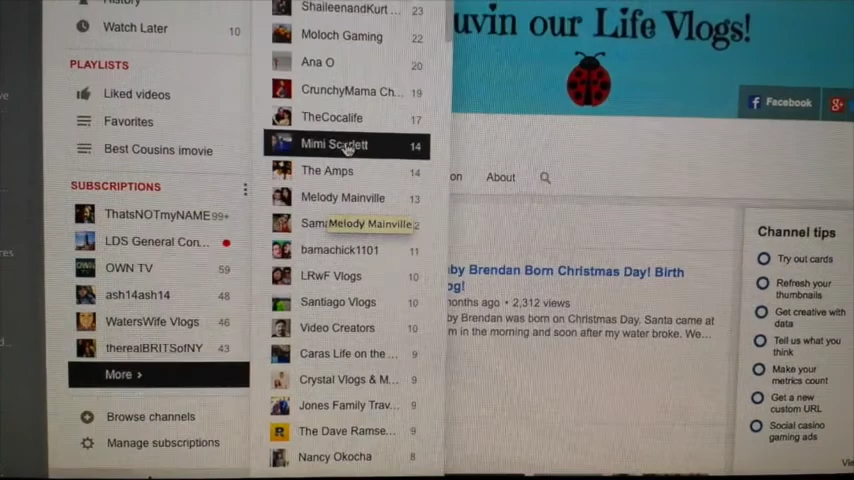 History
Watch Later 10
PLAYLISTS
Liked videos
Favorites
Best Cousins imovie
SUBSCRIPTIONS
ThatsNOTmyNAME 99+
LDS General Con...
OWN TV 59
ash14ash14 48
WatersWife Vlogs 46
therealBRITSofNY 43
More >
Browse channels
Manage subscriptions
ShaileenandKurt ... 23
Moloch Gaming 22
Ana O 20
CrunchyMama Ch... 19
TheCocalife 17
Mimi Scarlett 14
The Amps 14
Melody Mainville 13
Sam
Melody Mainville
bamachick1101 11
LRwF Vlogs 10
Santiago Vlogs 10
Video Creators 10
Caras Life on the ... 9
Crystal Vlogs & M... 9
Jones Family Trav... 9
The Dave Ramse... 9
Nancy Okocha 8
uvin our Life Vlogs!
Facebook
g+
on About
by Brendan Born Christmas Day! Birth
og!
onths ago • 2,312 views
by Brendan was born on Christmas Day. Santa came at
m in the morning and soon after my water broke. We...
Channel tips
Try out cards
Refresh your
thumbnails
Get creative with
data
Tell us what you
think
Make your
metrics count
Get a new
custom URL
Social casino
gaming ads